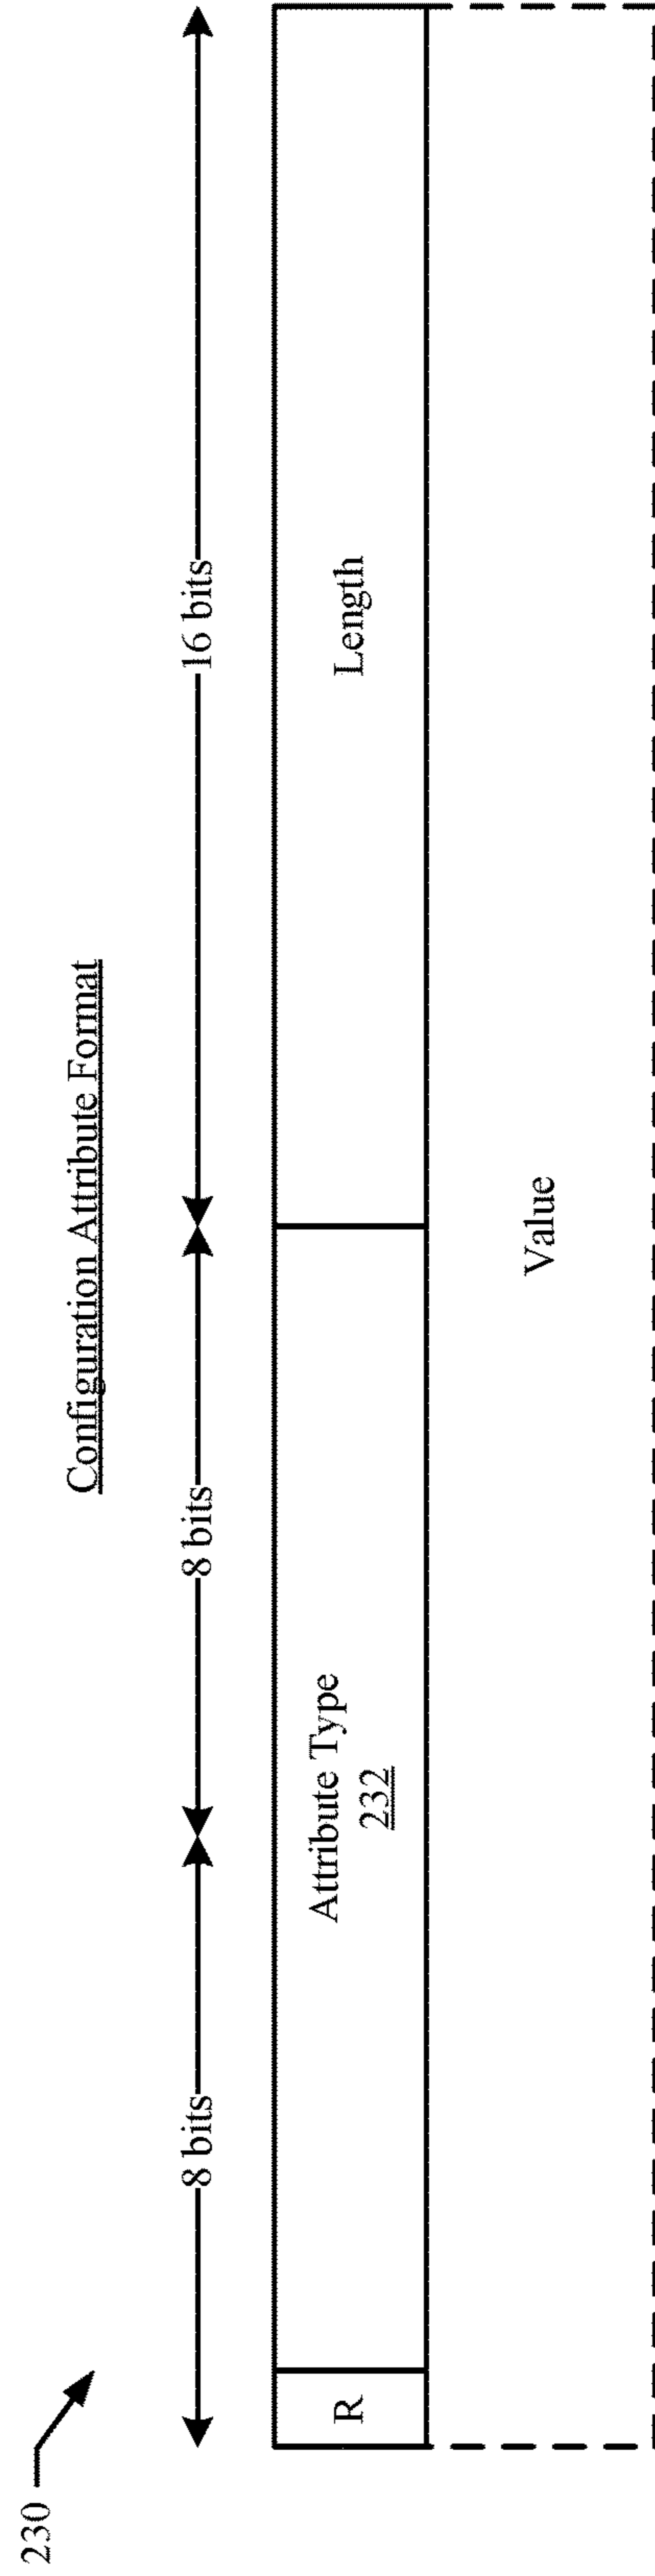 230
Configuration Attribute Format
8 bits 8 bits 16 bits
R Attribute Type Length
232
Value